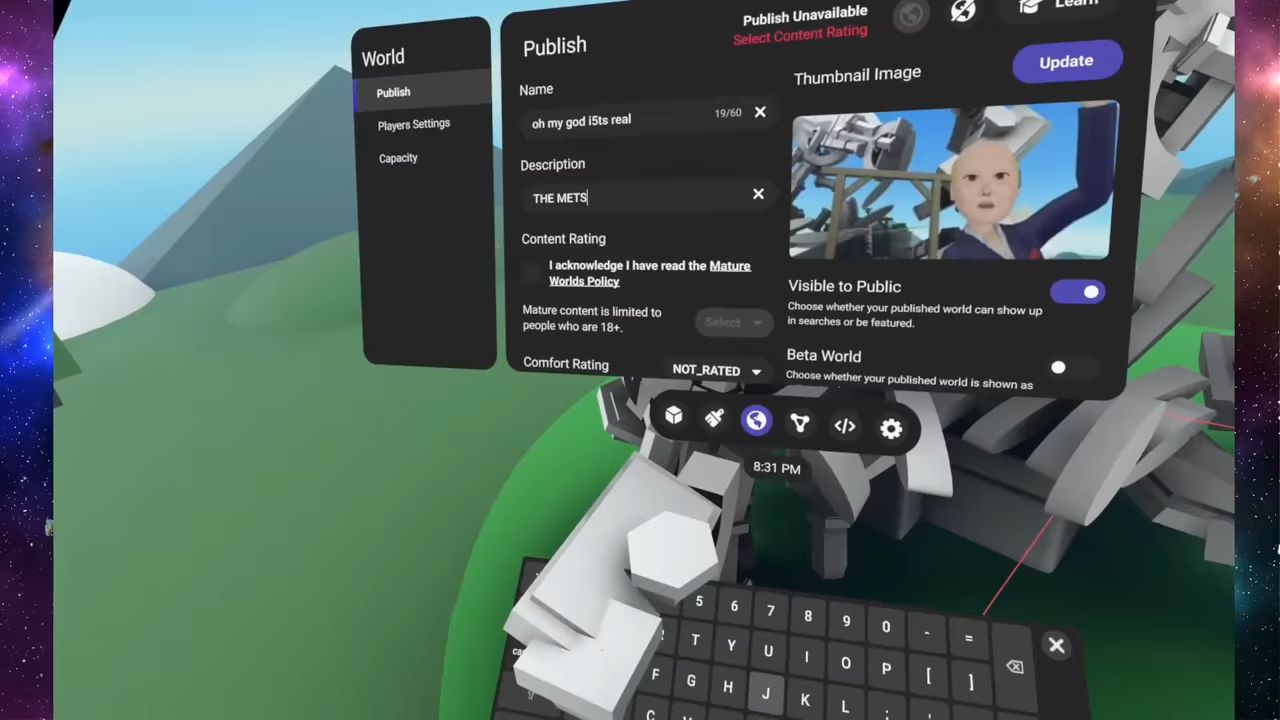 World
Publish
Players Settings
Capacity
Publish
Publish Unavailable
Select Content Rating
Learn
Name
oh my god i5ts real
19/60
Description
THE METS
Content Rating
I acknowledge I have read the Mature
Worlds Policy
Mature content is limited to
people who are 18+.
Select
Comfort Rating
NOT_RATED
Thumbnail Image
Update
Visible to Public
Choose whether your published world can show up
in searches or be featured.
Beta World
Choose whether your published world is shown as
</>
8:31 PM
5 6 7 8 9 0 - =
T Y U I O P [ ]
F G H J K L ;